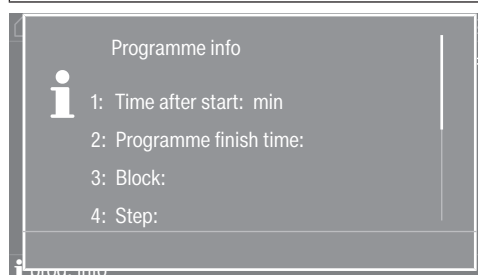 Programme info
1: Time after start: min
2: Programme finish time:
3: Block:
4: Step: